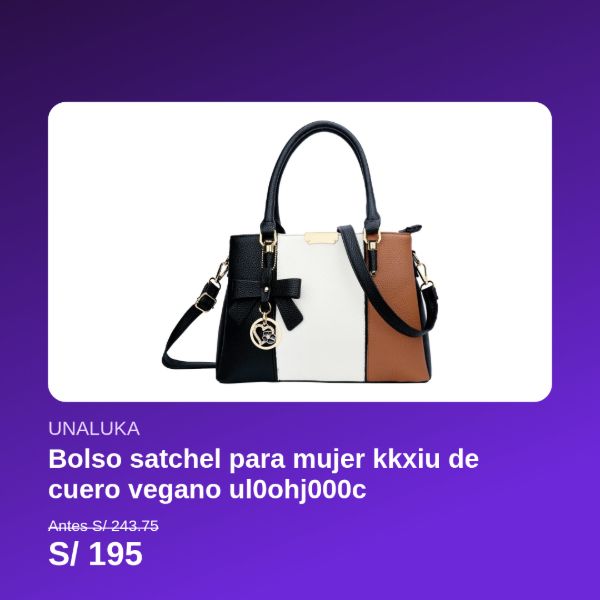 UNALUKA
Bolso satchel para mujer kkxiu de
cuero vegano ul0ohj000c
Antes S/ 243.75
S/ 195